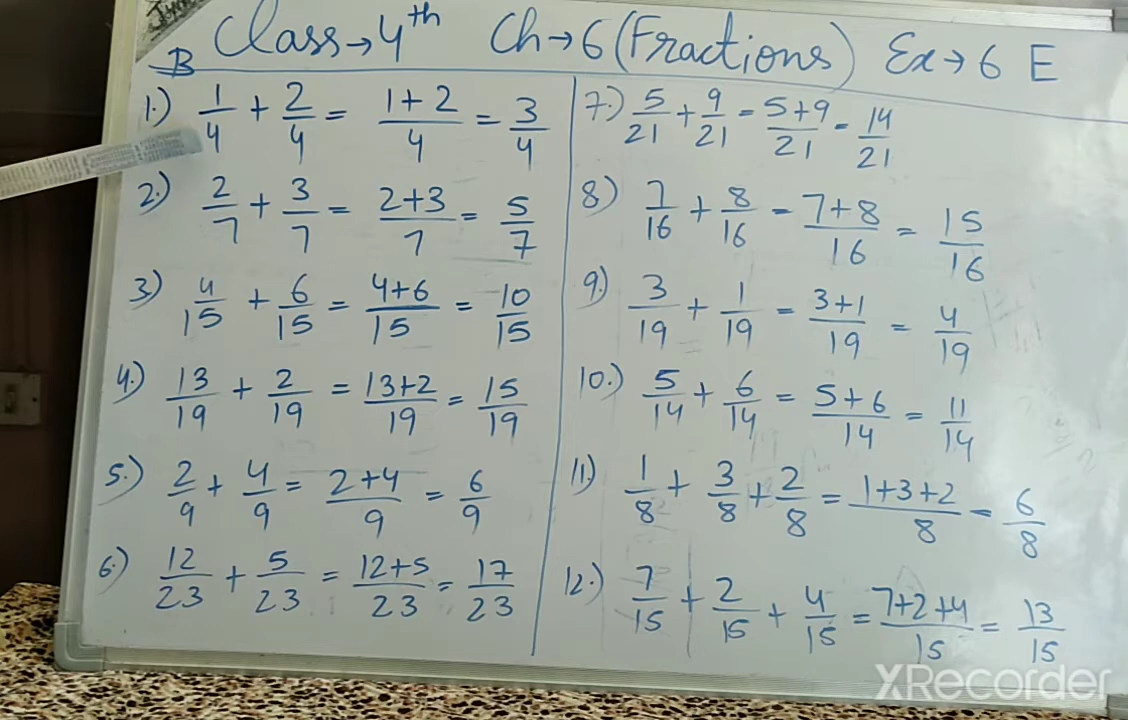 Class→4th Ch→6 (Fractions) Ex→6 E
B
1.) 1/4 + 2/4 = 1+2/4 = 3/4
2.) 2/7 + 3/7 = 2+3/7 = 5/7
3) 4/15 + 6/15 = 4+6/15 = 10/15
4.) 13/19 + 2/19 = 13+2/19 = 15/19
5.) 2/9 + 4/9 = 2+4/9 = 6/9
6.) 12/23 + 5/23 = 12+5/23 = 17/23
7.) 5/21 + 9/21 = 5+9/21 = 14/21
8) 7/16 + 8/16 = 7+8/16 = 15/16
9.) 3/19 + 1/19 = 3+1/19 = 4/19
10.) 5/14 + 6/14 = 5+6/14 = 11/14
11.) 1/8 + 3/8 + 2/8 = 1+3+2/8 = 6/8
12.) 7/15 + 2/15 + 4/15 = 7+2+4/15 = 13/15
XRecorder